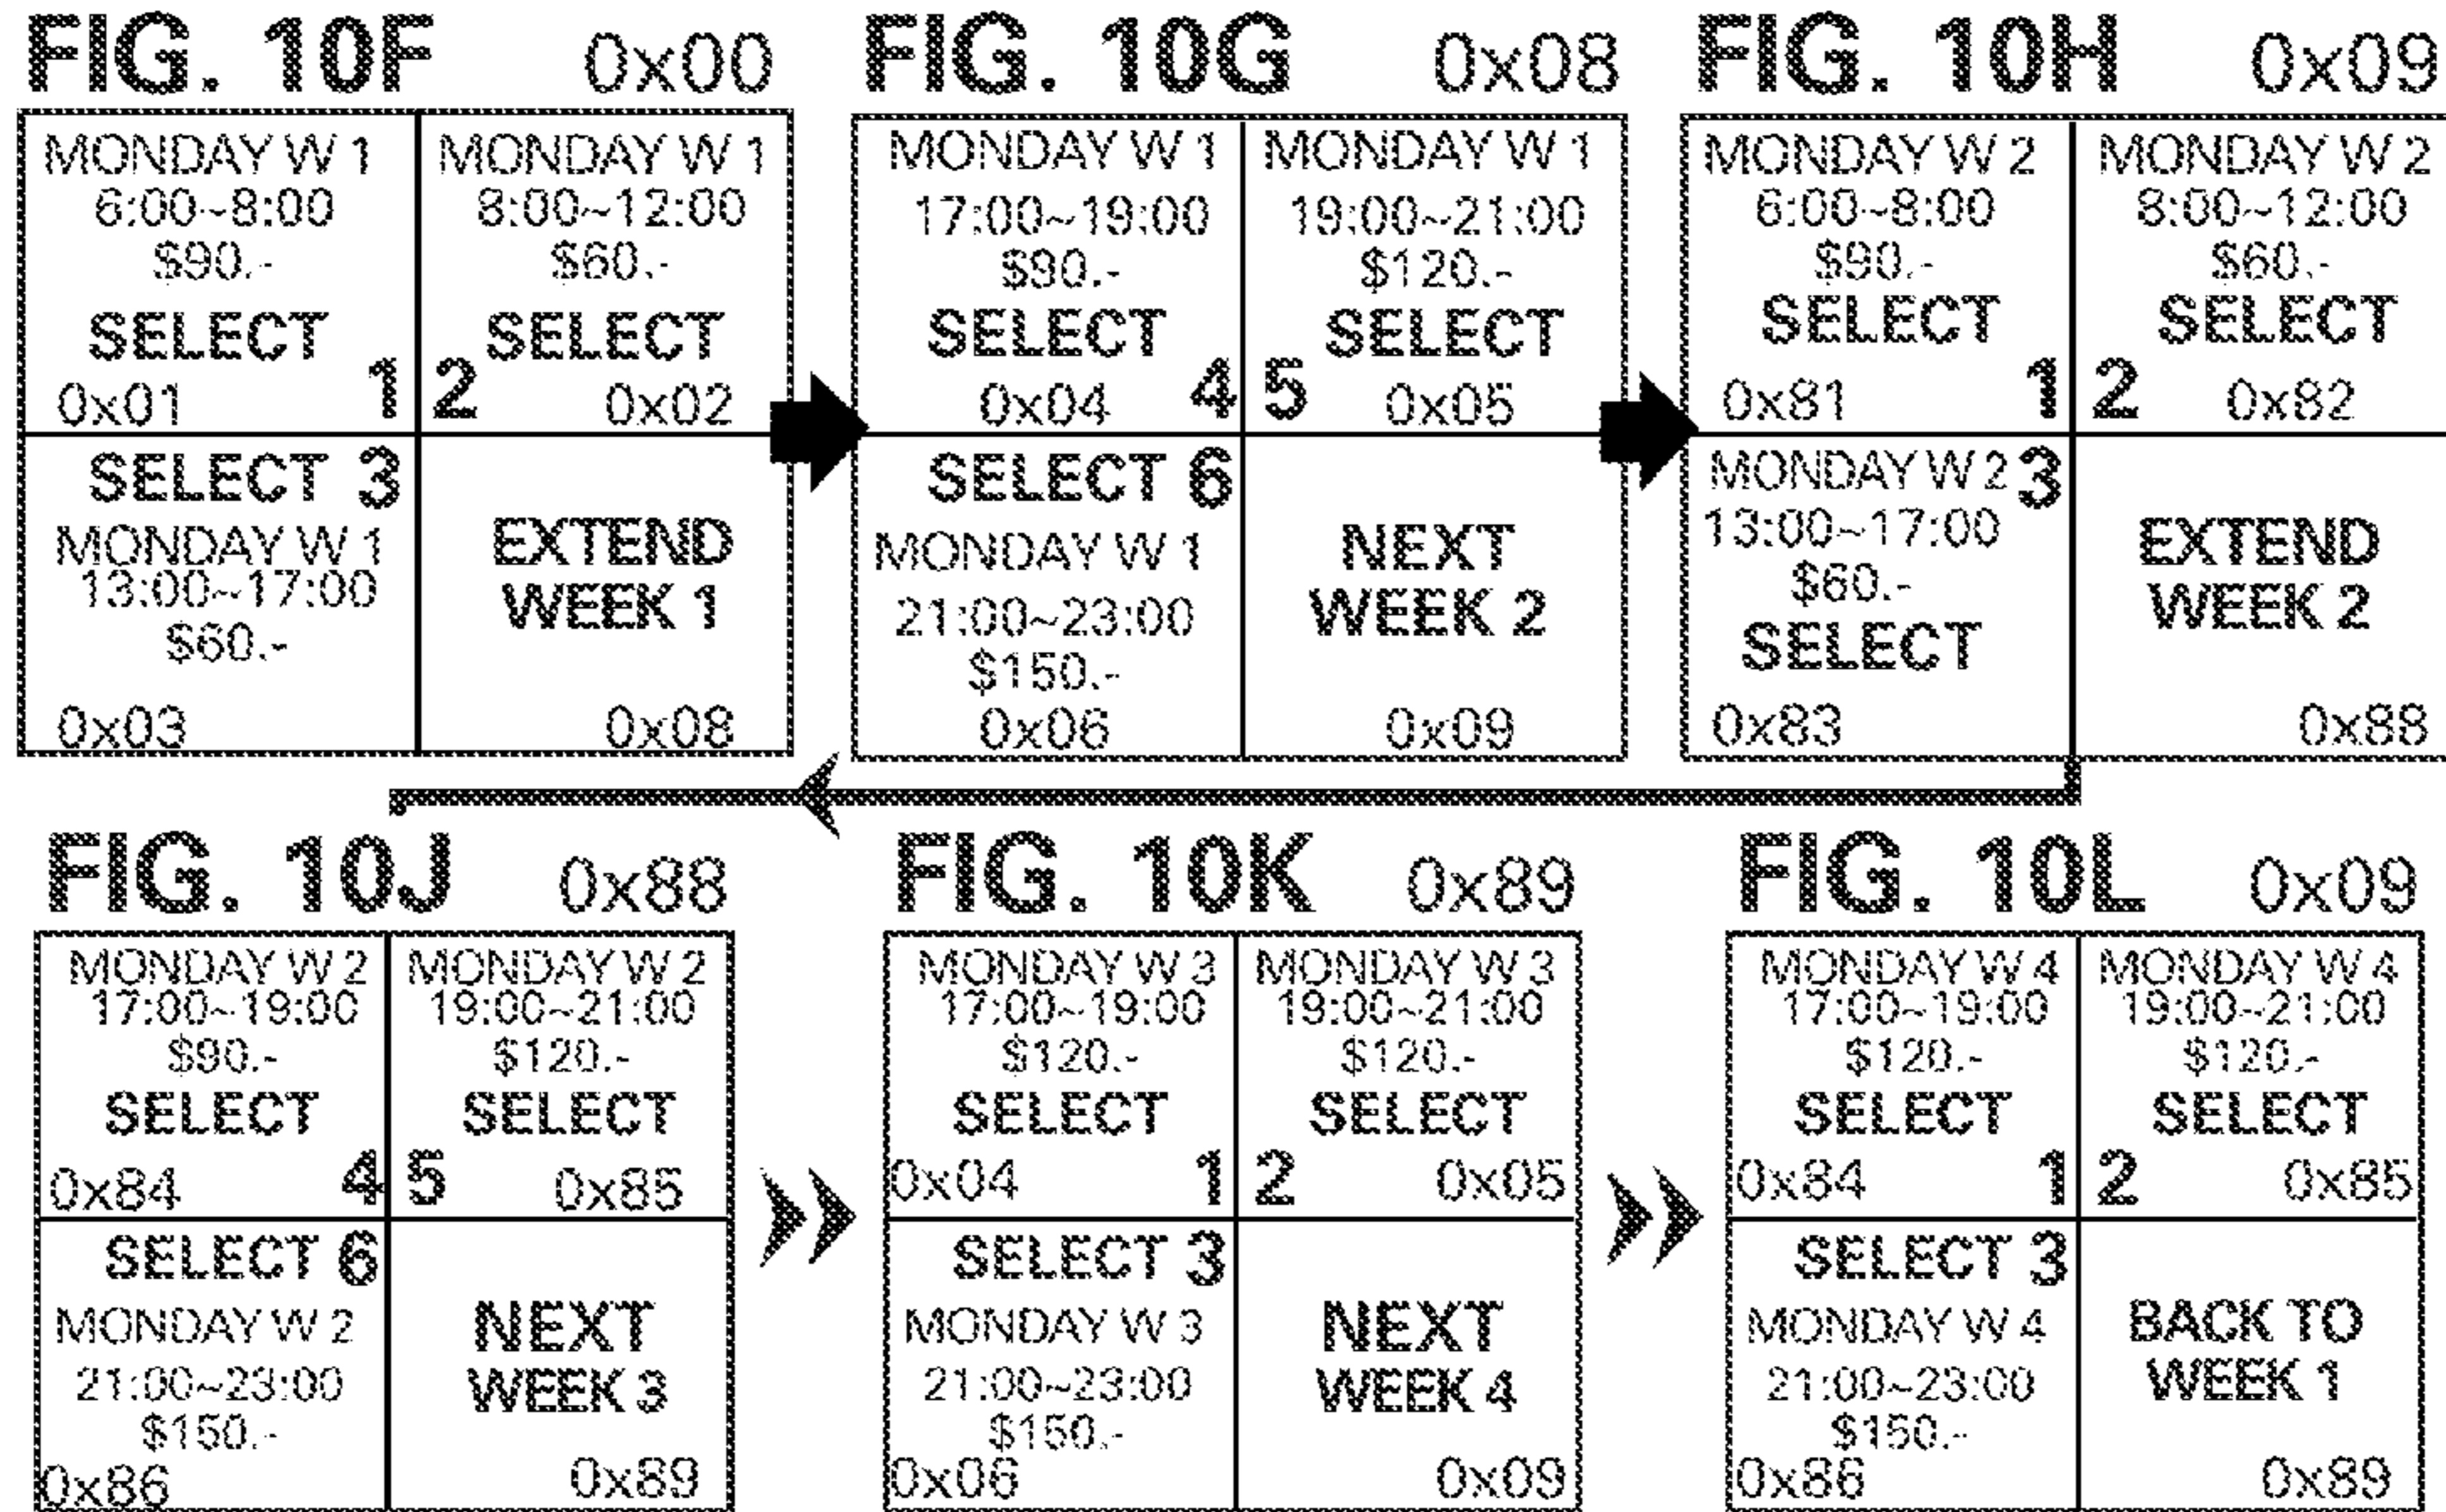 FIG. 10F 0x00
MONDAY W 1
6:00~8:00
$90.-
SELECT
0x01 1
MONDAY W 1
8:00~12:00
$60.-
SELECT
2 0x02
SELECT 3
MONDAY W 1
13:00~17:00
$60.-
0x03
EXTEND
WEEK 1
0x08
FIG. 10G 0x08
MONDAY W 1
17:00~19:00
$90.-
SELECT
0x04 4
MONDAY W 1
19:00~21:00
$120.-
SELECT
5 0x05
SELECT 6
MONDAY W 1
21:00~23:00
$150.-
0x06
NEXT
WEEK 2
0x09
FIG. 10H 0x09
MONDAY W 2
6:00~8:00
$90.-
SELECT
0x81 1
MONDAY W 2
8:00~12:00
$60.-
SELECT
2 0x82
MONDAY W 2 3
13:00~17:00
$60.-
SELECT
0x83
EXTEND
WEEK 2
0x88
FIG. 10J 0x88
MONDAY W 2
17:00~19:00
$90.-
SELECT
0x84 4
MONDAY W 2
19:00~21:00
$120.-
SELECT
5 0x85
SELECT 6
MONDAY W 2
21:00~23:00
$150.-
0x86
NEXT
WEEK 3
0x89
FIG. 10K 0x89
MONDAY W 3
17:00~19:00
$120.-
SELECT
0x04 1
MONDAY W 3
19:00~21:00
$120.-
SELECT
2 0x05
SELECT 3
MONDAY W 3
21:00~23:00
$150.-
0x06
NEXT
WEEK 4
0x09
FIG. 10L 0x09
MONDAY W 4
17:00~19:00
$120.-
SELECT
0x84 1
MONDAY W 4
19:00~21:00
$120.-
SELECT
2 0x85
SELECT 3
MONDAY W 4
21:00~23:00
$150.-
0x86
BACK TO
WEEK 1
0x89